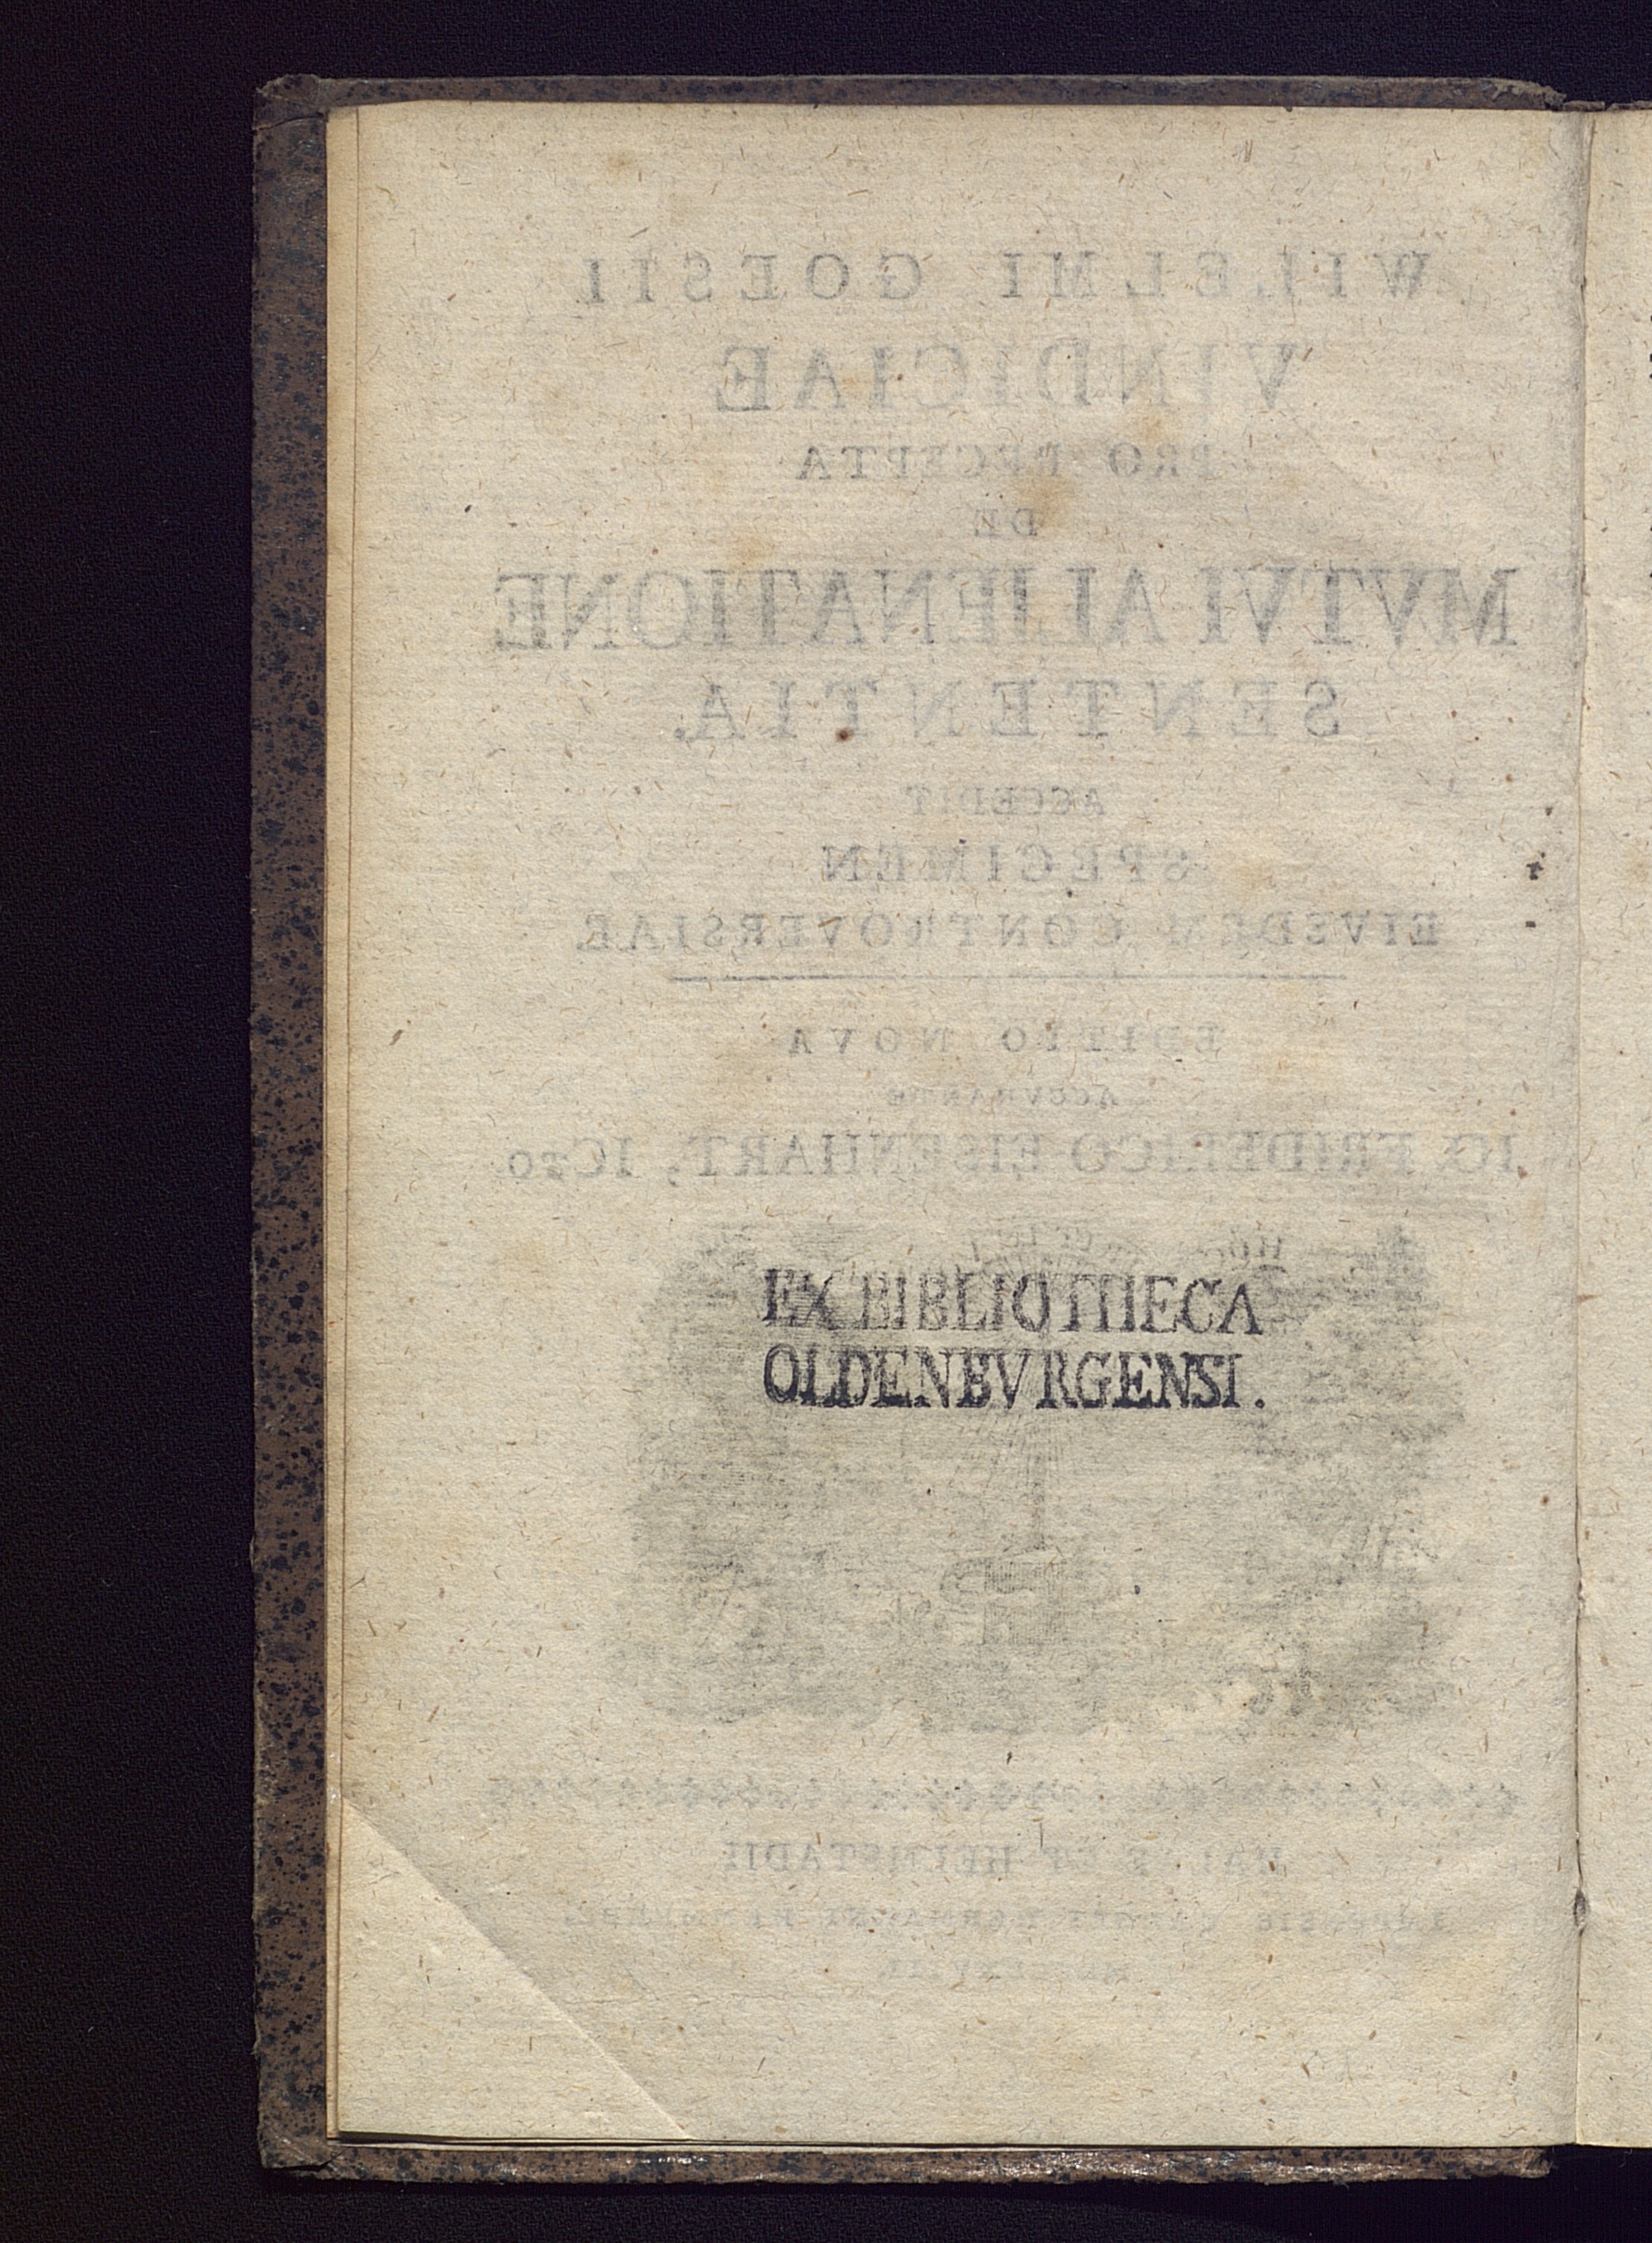 WILELMI GOESII
VINDICIAE
PRO RECEPTA
DE
MVTVI ALIENATIONE
SENTENTIA.
ACCEDIT
SPECIMEN
EIVSDEM CONTROVERSIAE
EDITIO NOVA
ACCVRANTE
IO. FRIDERICO EISENHART, ICTO.
EX BIBLIOTHECA
OLDENBVRGENSI.
HALAE ET HELMSTADII